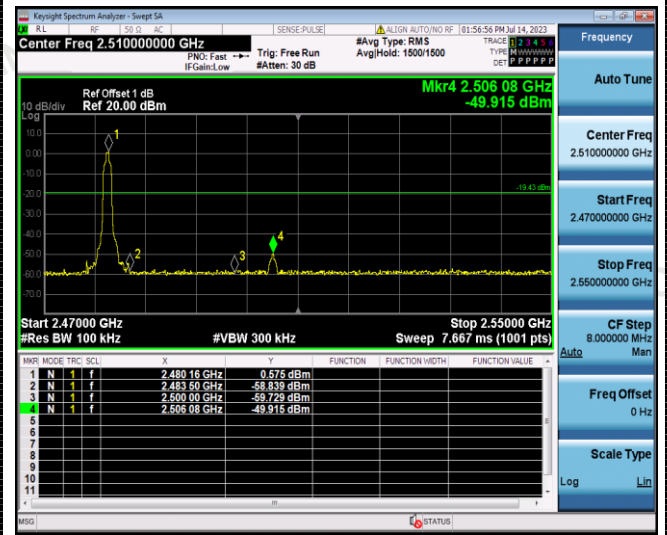 Keysight Spectrum Analyzer - Swept SA
RL RF 50 Ω AC SENSE:PULSE ALIGN AUTO/NO RF 01:56:56 PM Jul 14, 2023
Center Freq 2.510000000 GHz
PNO: Fast
IFGain:Low
Trig: Free Run
#Atten: 30 dB
#Avg Type: RMS
Avg|Hold: 1500/1500
TRACE 1 2 3 4 5 6
TYPE M
DET P P P P P P
Ref Offset 1 dB
Ref 20.00 dBm
10 dB/div
Log
Mkr4 2.506 08 GHz
-49.915 dBm
10.0
0.00
-10.0
-20.0
-30.0
-40.0
-50.0
-60.0
-70.0
1
2
3
4
-19.43 dBm
Start 2.47000 GHz
Stop 2.55000 GHz
#Res BW 100 kHz
#VBW 300 kHz
Sweep 7.667 ms (1001 pts)
MKR MODE TRC SCL X Y FUNCTION FUNCTION WIDTH FUNCTION VALUE
1 N 1 f 2.480 16 GHz 0.575 dBm
2 N 1 f 2.483 50 GHz -58.839 dBm
3 N 1 f 2.500 00 GHz -59.729 dBm
4 N 1 f 2.506 08 GHz -49.915 dBm
5
6
7
8
9
10
11
MSG
STATUS
Frequency
Auto Tune
Center Freq
2.510000000 GHz
Start Freq
2.470000000 GHz
Stop Freq
2.550000000 GHz
CF Step
8.000000 MHz
Auto Man
Freq Offset
0 Hz
Scale Type
Log Lin